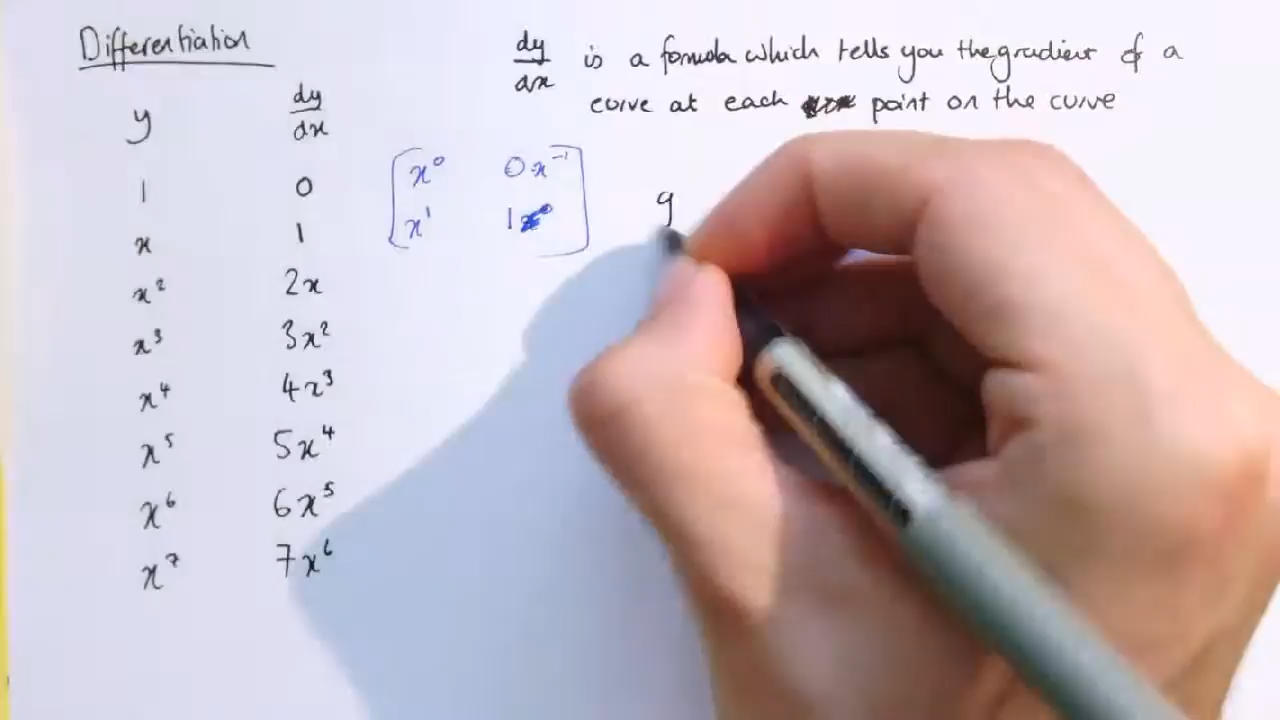 Differentiation
dy/dx is a formula which tells you the gradient of a
curve at each point on the curve
y dy/dx
1 0
x 1
x² 2x
x³ 3x²
x⁴ 4x³
x⁵ 5x⁴
x⁶ 6x⁵
x⁷ 7x⁶
x⁰ 0x⁻¹
x¹ 1x⁰
y